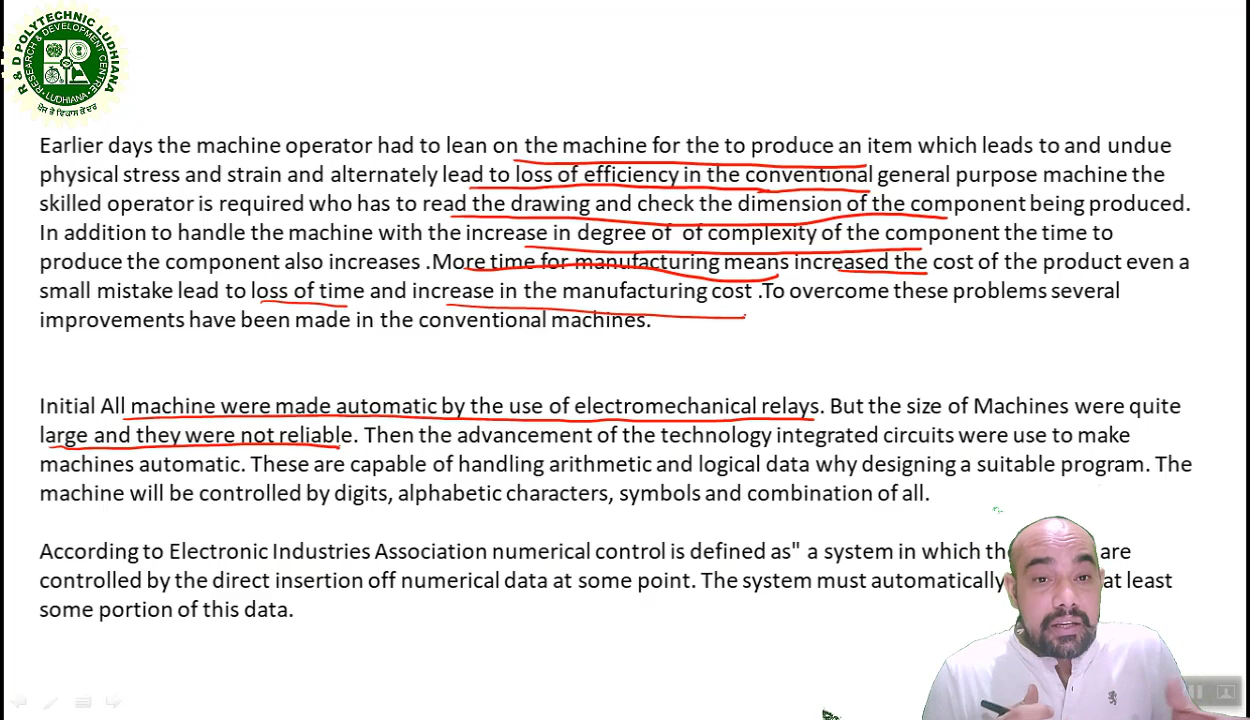 R & D POLYTECHNIC LUDHIANA
RESEARCH & DEVELOPMENT CENTRE
· LUDHIANA ·
Earlier days the machine operator had to lean on the machine for the to produce an item which leads to and undue
physical stress and strain and alternately lead to loss of efficiency in the conventional general purpose machine the
skilled operator is required who has to read the drawing and check the dimension of the component being produced.
In addition to handle the machine with the increase in degree of of complexity of the component the time to
produce the component also increases .More time for manufacturing means increased the cost of the product even a
small mistake lead to loss of time and increase in the manufacturing cost .To overcome these problems several
improvements have been made in the conventional machines.
Initial All machine were made automatic by the use of electromechanical relays. But the size of Machines were quite
large and they were not reliable. Then the advancement of the technology integrated circuits were use to make
machines automatic. These are capable of handling arithmetic and logical data why designing a suitable program. The
machine will be controlled by digits, alphabetic characters, symbols and combination of all.
According to Electronic Industries Association numerical control is defined as" a system in which are
controlled by the direct insertion off numerical data at some point. The system must automatically at least
some portion of this data.